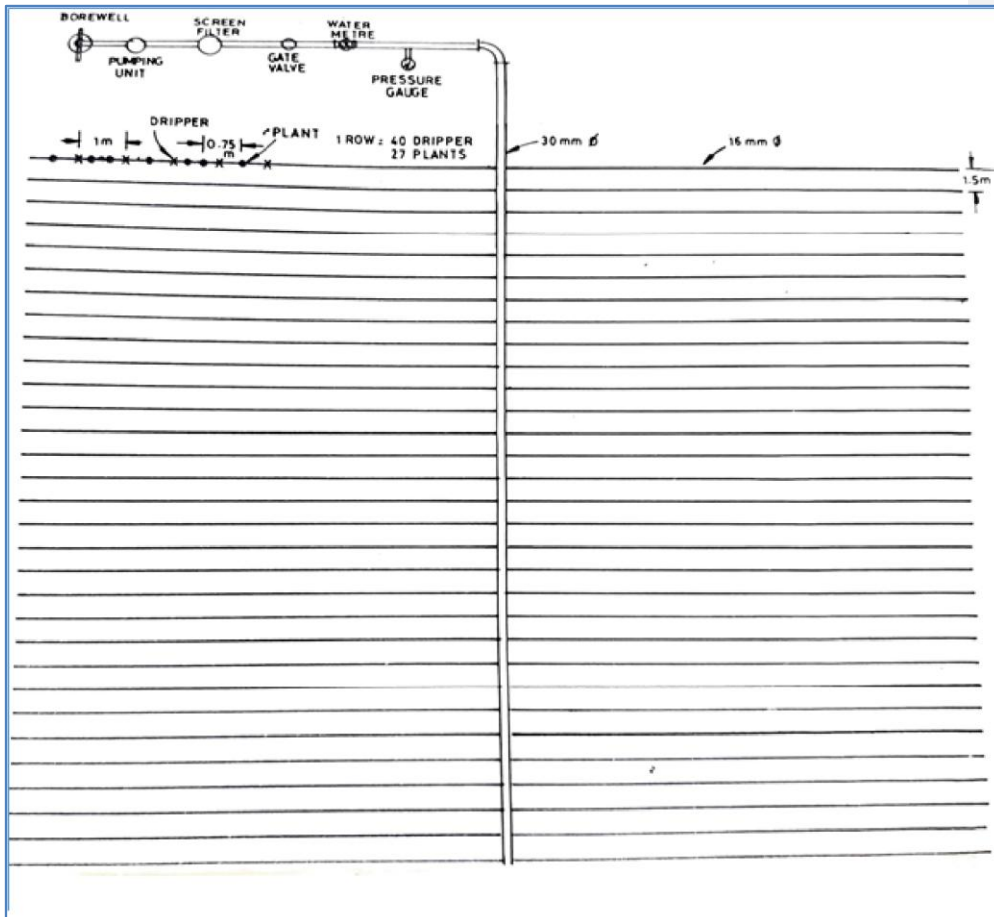 BOREWELL
PUMPING
UNIT
SCREEN
FILTER
GATE
VALVE
WATER
METRE
PRESSURE
GAUGE
1m
DRIPPER
0.75
m
PLANT
1 ROW : 40 DRIPPER
27 PLANTS
30 mm Ø
16 mm Ø
1.5m